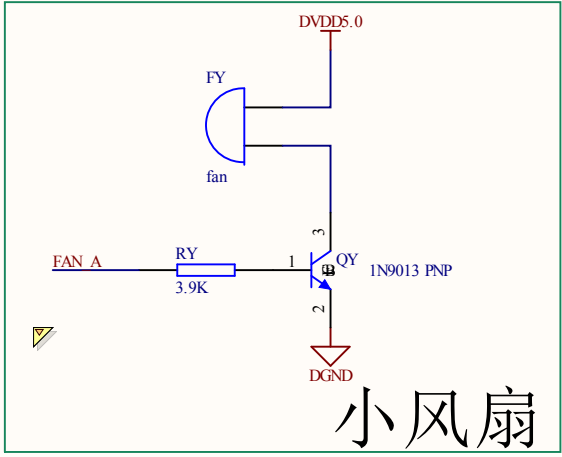 DVDD5.0
FY
fan
3
FAN_A
RY
3.9K
1
QY
1N9013 PNP
2
DGND
小风扇